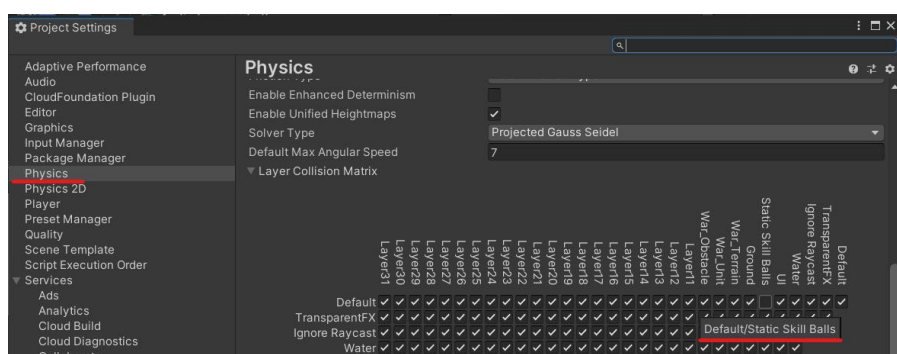 Project Settings
Adaptive Performance
Audio
CloudFoundation Plugin
Editor
Graphics
Input Manager
Package Manager
Physics
Physics 2D
Player
Preset Manager
Quality
Scene Template
Script Execution Order
Services
Ads
Analytics
Cloud Build
Cloud Diagnostics
Physics
Enable Enhanced Determinism
Enable Unified Heightmaps
Solver Type
Projected Gauss Seidel
Default Max Angular Speed
7
Layer Collision Matrix
Layer31
Layer30
Layer29
Layer28
Layer27
Layer26
Layer25
Layer24
Layer23
Layer22
Layer21
Layer20
Layer19
Layer18
Layer17
Layer16
Layer15
Layer14
Layer13
Layer12
Layer11
War_Obstacle
War_Unit
War_Terrain
Ground
Static Skill Balls
UI
Water
Ignore Raycast
TransparentFX
Default
Default
TransparentFX
Ignore Raycast
Water
Default/Static Skill Balls